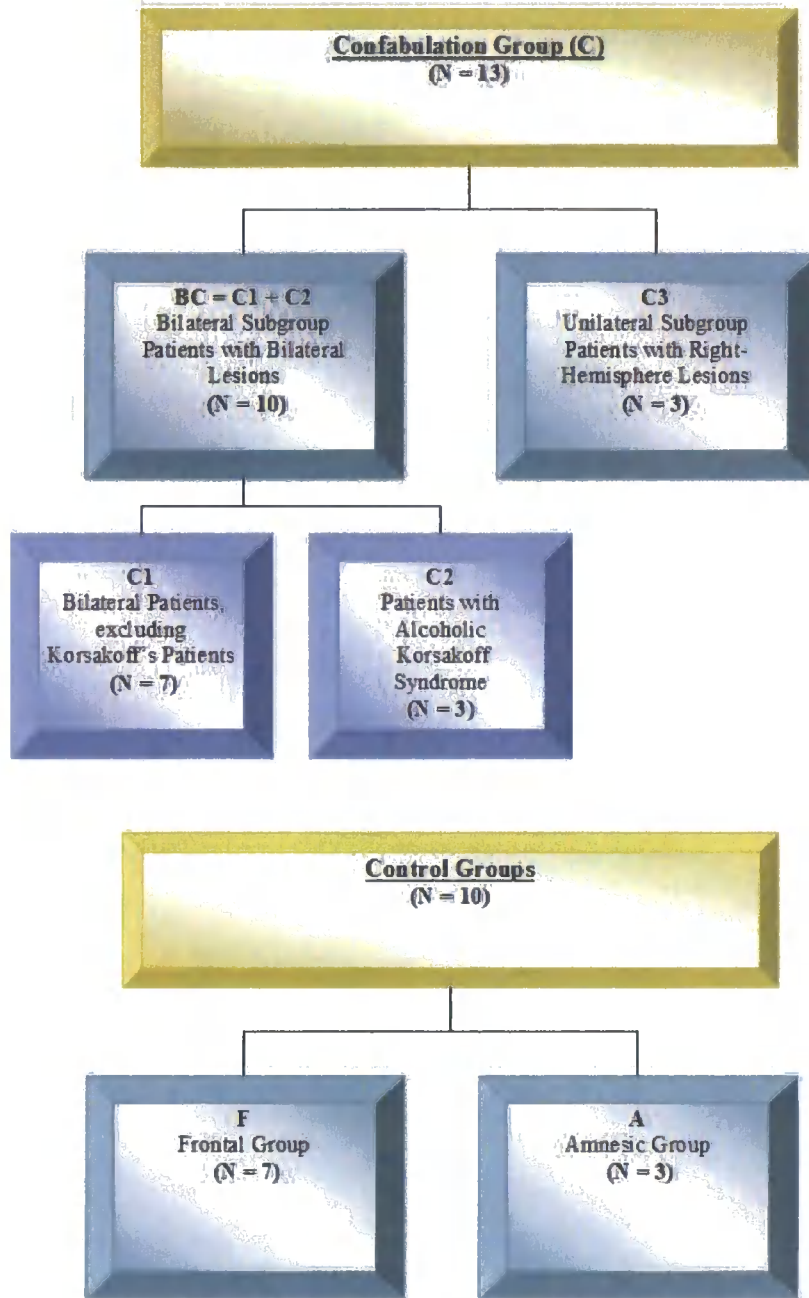 Confabulation Group (C)
(N = 13)
BC = C1 + C2
Bilateral Subgroup
Patients with Bilateral
Lesions
(N = 10)
C3
Unilateral Subgroup
Patients with Right-
Hemisphere Lesions
(N = 3)
C1
Bilateral Patients,
excluding
Korsakoff's Patients
(N = 7)
C2
Patients with
Alcoholic
Korsakoff
Syndrome
(N = 3)
Control Groups
(N = 10)
F
Frontal Group
(N = 7)
A
Amnesic Group
(N = 3)